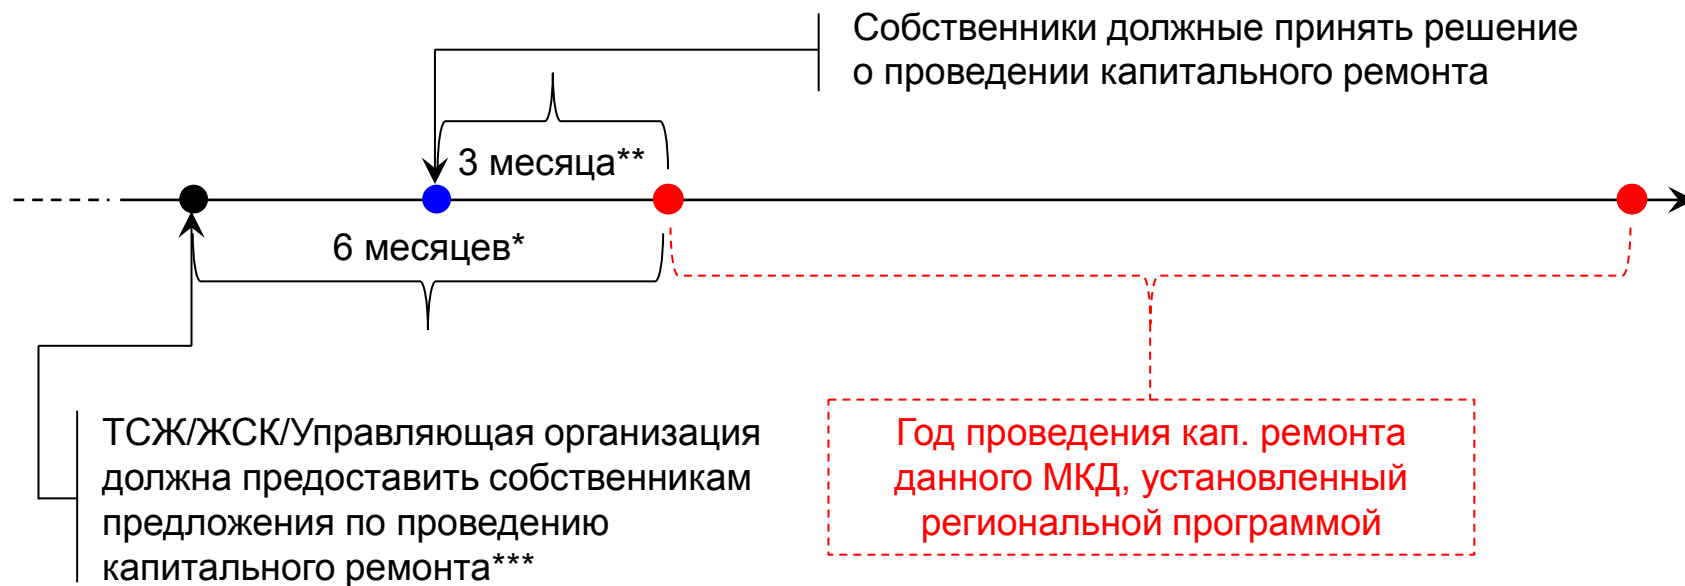 Собственники должные принять решение
о проведении капитального ремонта
3 месяца**
6 месяцев*
ТСЖ/ЖСК/Управляющая организация
должна предоставить собственникам
предложения по проведению
капитального ремонта***
Год проведения кап. ремонта
данного МКД, установленный
региональной программой